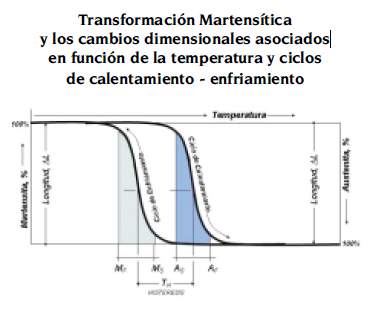 Transformación Martensítica
y los cambios dimensionales asociados
en función de la temperatura y ciclos
de calentamiento - enfriamiento
Temperatura
100%
Martensita, %
Longitud, ΔL
Ciclo de Enfriamiento
Ciclo de Calentamiento
Longitud, ΔL
Austenita, %
100%
MF MS AS AF
TH
HISTERESIS